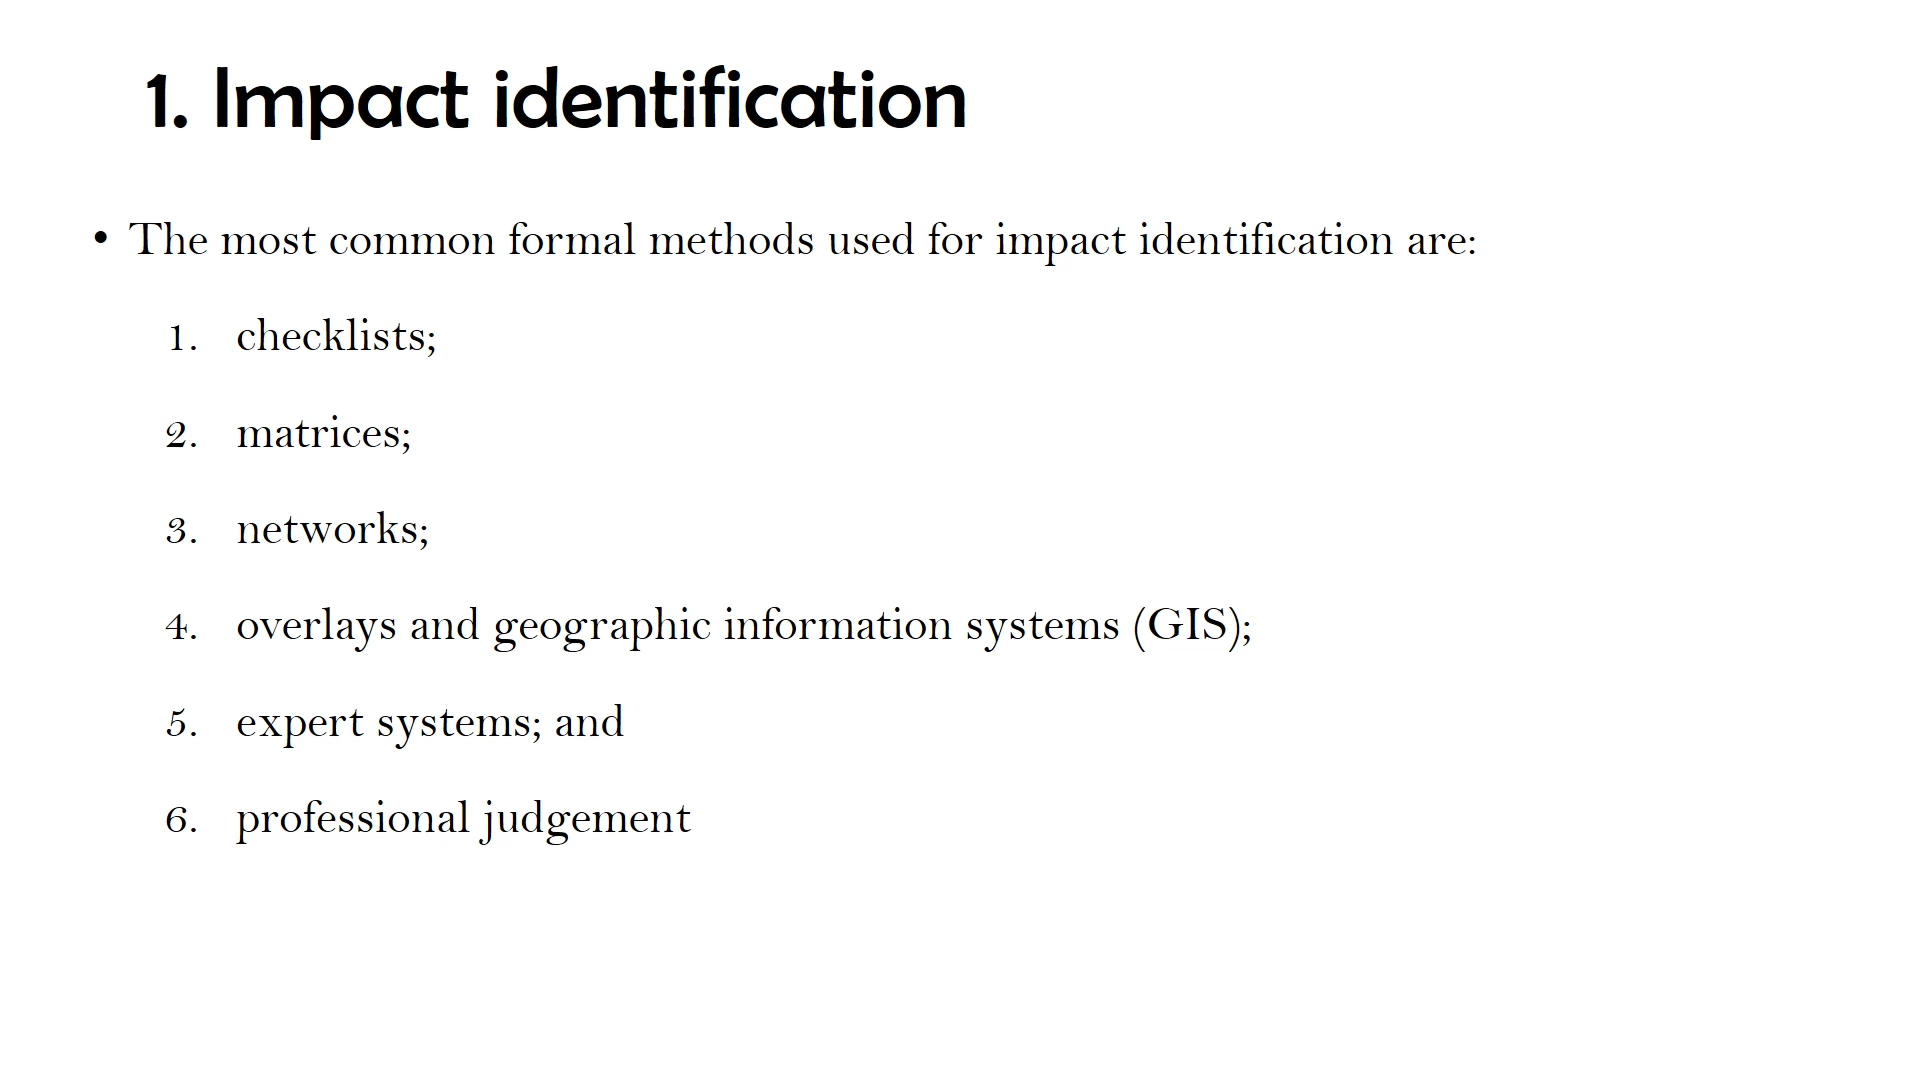 1. Impact identification
• The most common formal methods used for impact identification are:
1. checklists;
2. matrices;
3. networks;
4. overlays and geographic information systems (GIS);
5. expert systems; and
6. professional judgement